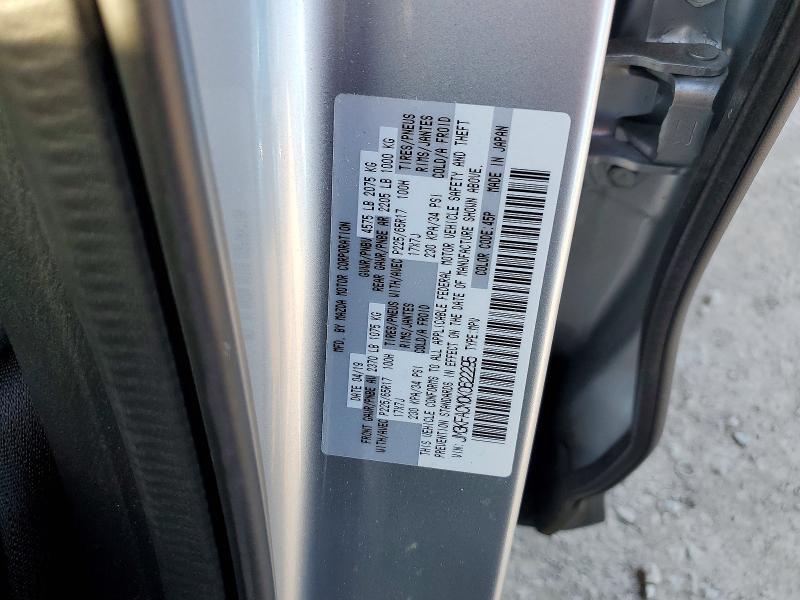 MFD. BY MAZDA MOTOR CORPORATION
DATE 04/19 GVWR/PNBV 4575 LB 2075 KG
FRONT GAWR/PNBE AV 2370 LB 1075 KG REAR GAWR/PNBE AR 2205 LB 1000 KG
WITH/AVEC P225/65R17 100H TIRES/PNEUS WITH/AVEC P225/65R17 100H TIRES/PNEUS
17X7J RIMS/JANTES 17X7J RIMS/JANTES
230 KPA/34 PSI COLD/A FROID 230 KPA/34 PSI COLD/A FROID
THIS VEHICLE CONFORMS TO ALL APPLICABLE FEDERAL MOTOR VEHICLE SAFETY AND THEFT
PREVENTION STANDARDS IN EFFECT ON THE DATE OF MANUFACTURE SHOWN ABOVE.
VIN: TYPE:MPV COLOR CODE:45P MADE IN JAPAN